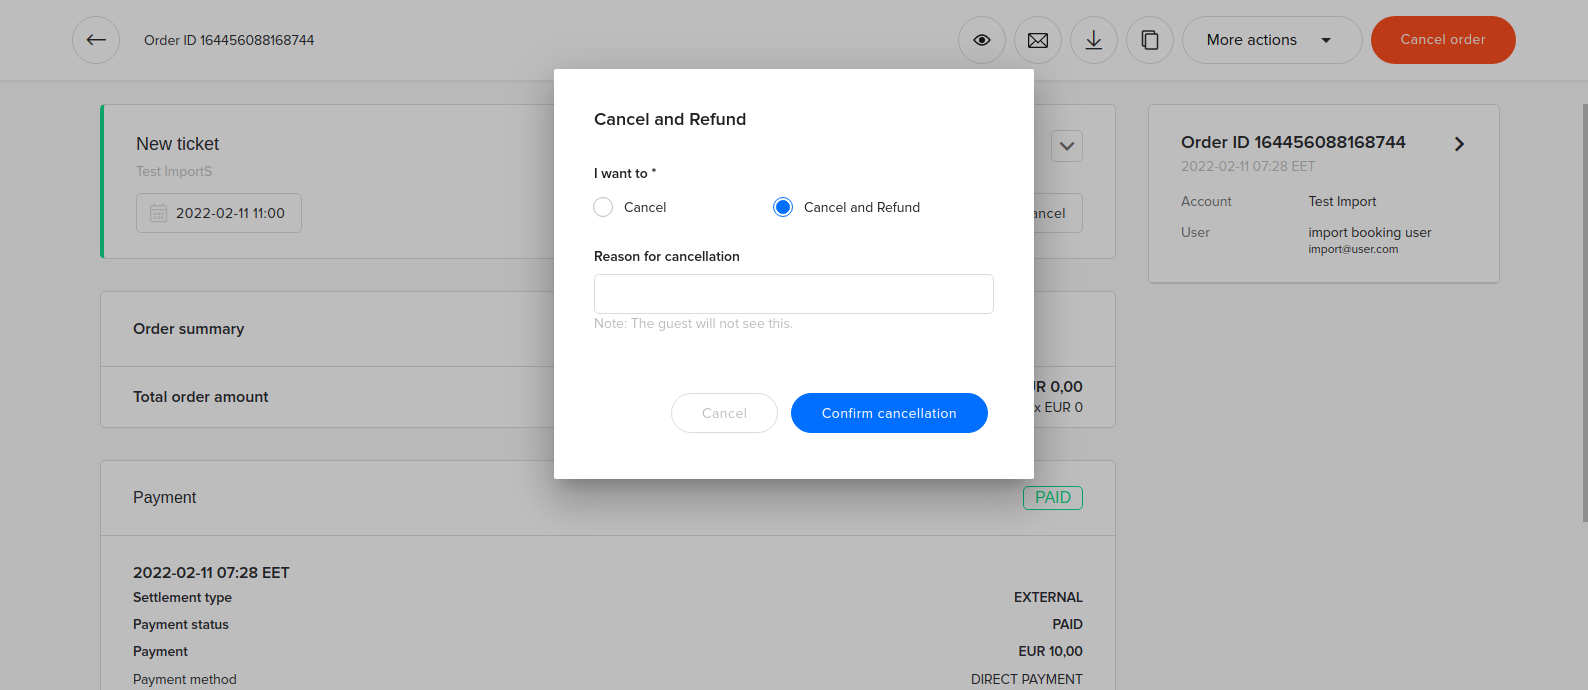 Order ID 164456088168744
More actions
Cancel order
Cancel and Refund
I want to *
Cancel
Cancel and Refund
Reason for cancellation
Note: The guest will not see this.
Cancel
Confirm cancellation
New ticket
Test ImportS
2022-02-11 11:00
ancel
Order summary
Total order amount
R 0,00
x EUR 0
Payment
PAID
2022-02-11 07:28 EET
Settlement type EXTERNAL
Payment status PAID
Payment EUR 10,00
Payment method DIRECT PAYMENT
Order ID 164456088168744
2022-02-11 07:28 EET
Account Test Import
User import booking user
import@user.com